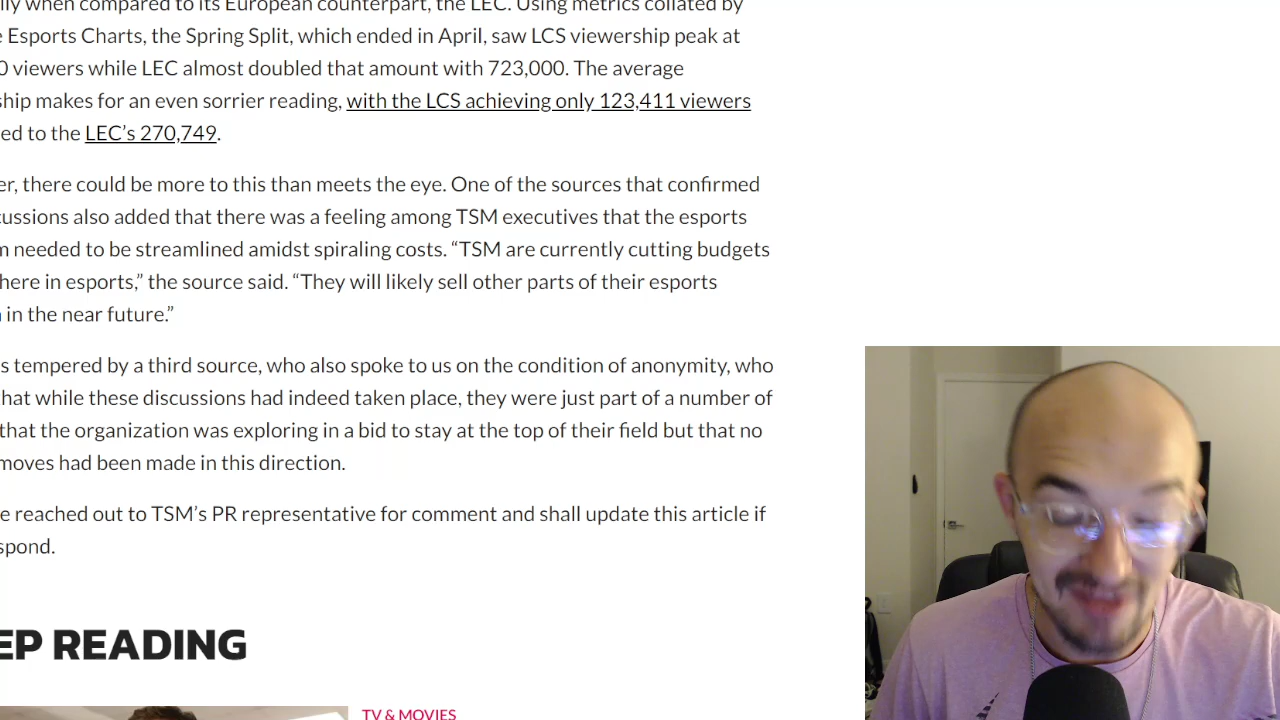 ly when compared to its European counterpart, the LEC. Using metrics collated by
e Esports Charts, the Spring Split, which ended in April, saw LCS viewership peak at
0 viewers while LEC almost doubled that amount with 723,000. The average
ship makes for an even sorrier reading, with the LCS achieving only 123,411 viewers
ed to the LEC’s 270,749.
er, there could be more to this than meets the eye. One of the sources that confirmed
cussions also added that there was a feeling among TSM executives that the esports
m needed to be streamlined amidst spiraling costs. “TSM are currently cutting budgets
here in esports,” the source said. “They will likely sell other parts of their esports
in the near future.”
s tempered by a third source, who also spoke to us on the condition of anonymity, who
hat while these discussions had indeed taken place, they were just part of a number of
that the organization was exploring in a bid to stay at the top of their field but that no
moves had been made in this direction.
e reached out to TSM’s PR representative for comment and shall update this article if
spond.
EP READING
TV & MOVIES